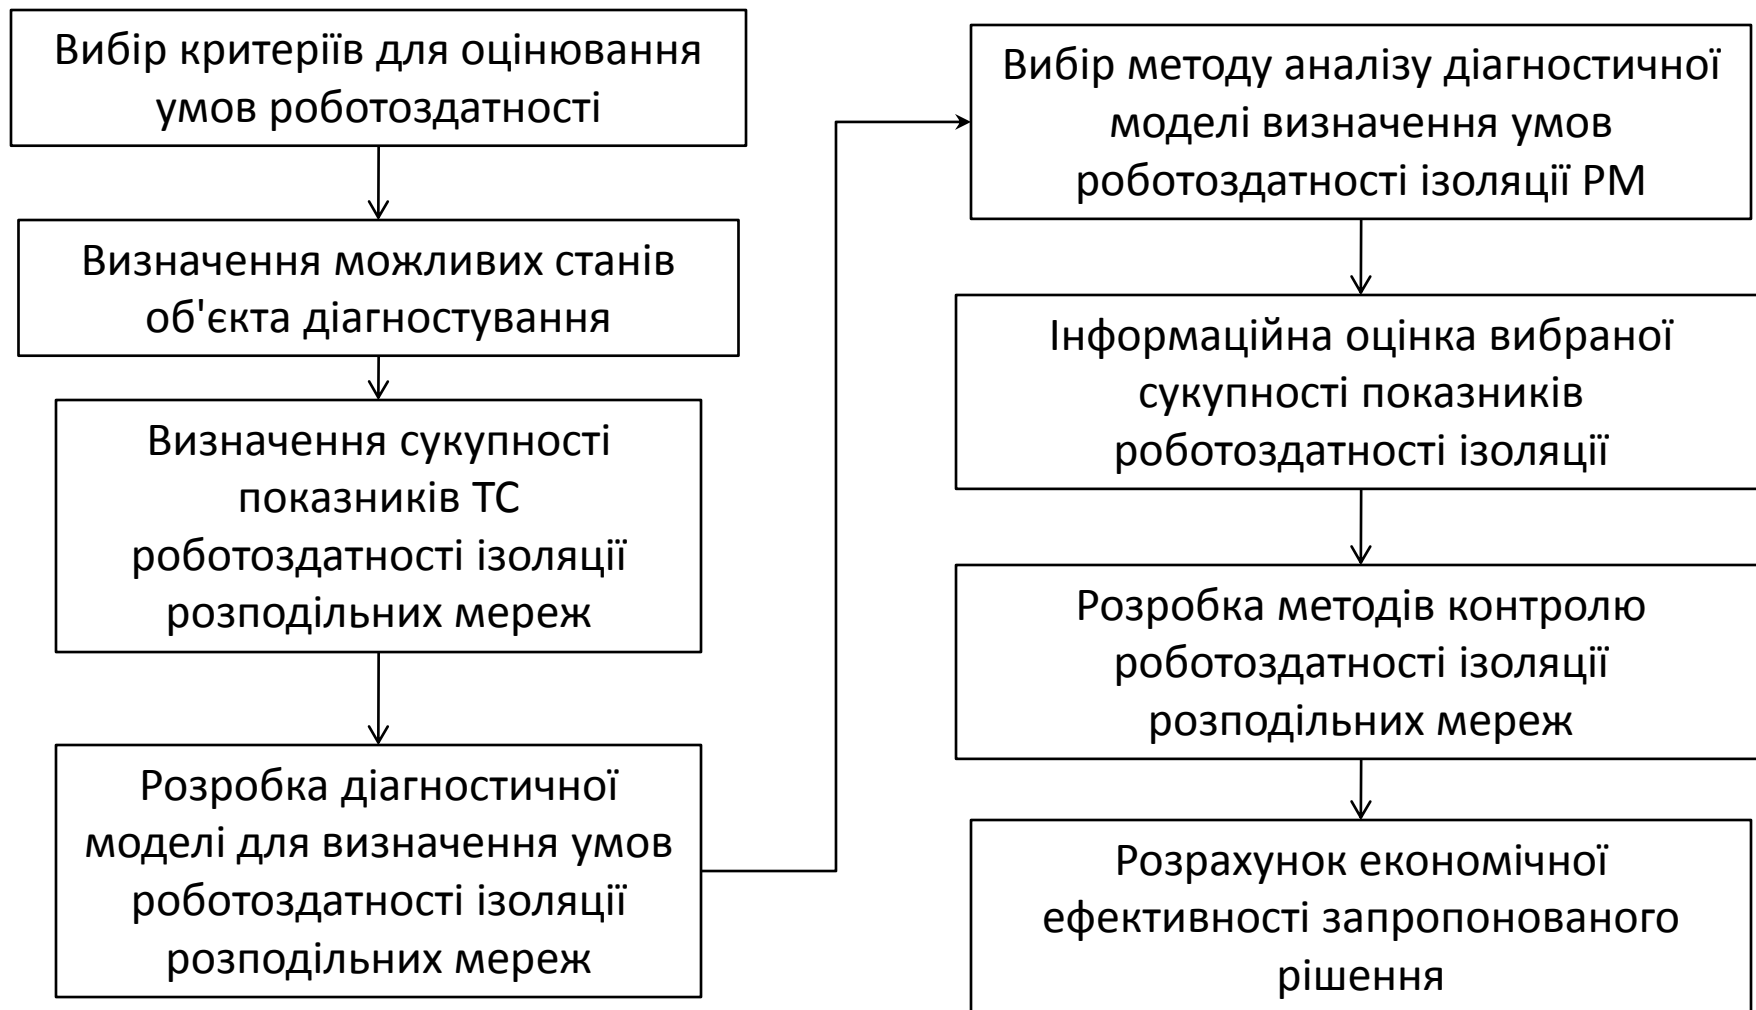 Вибір критеріїв для оцінювання
умов роботоздатності
Визначення можливих станів
об'єкта діагностування
Визначення сукупності
показників ТС
роботоздатності ізоляції
розподільних мереж
Розробка діагностичної
моделі для визначення умов
роботоздатності ізоляції
розподільних мереж
Вибір методу аналізу діагностичної
моделі визначення умов
роботоздатності ізоляції РМ
Інформаційна оцінка вибраної
сукупності показників
роботоздатності ізоляції
Розробка методів контролю
роботоздатності ізоляції
розподільних мереж
Розрахунок економічної
ефективності запропонованого
рішення